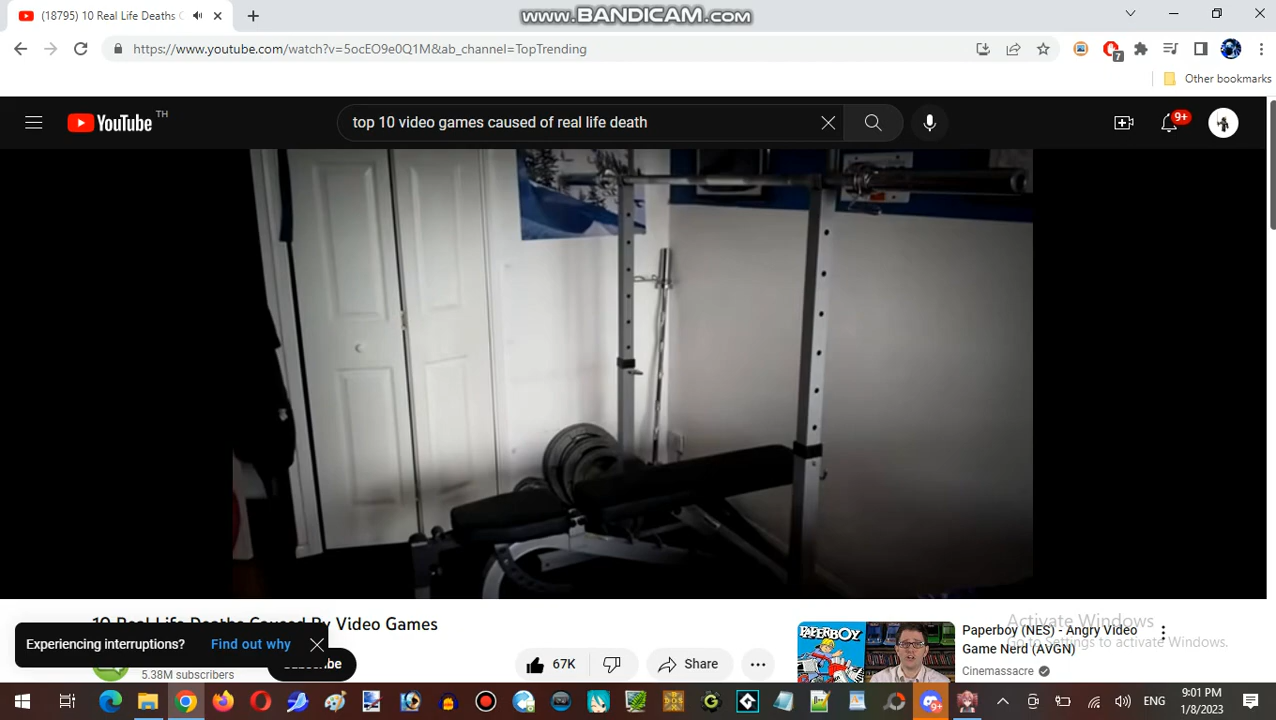 www.BANDICAM.com
(18795) 10 Real Life Deaths C
https://www.youtube.com/watch?v=5ocEO9e0Q1M&ab_channel=TopTrending
7
Other bookmarks
YouTube TH
top 10 video games caused of real life death
9+
10 Real Life Deaths Caused By Video Games
Experiencing interruptions? Find out why
5.38M subscribers
Subscribe
67K
Share
PAPERBOY
Paperboy (NES) - Angry Video
Game Nerd (AVGN)
Cinemassacre
Activate Windows
Go to Settings to activate Windows.
9+
ENG
9:01 PM
1/8/2023